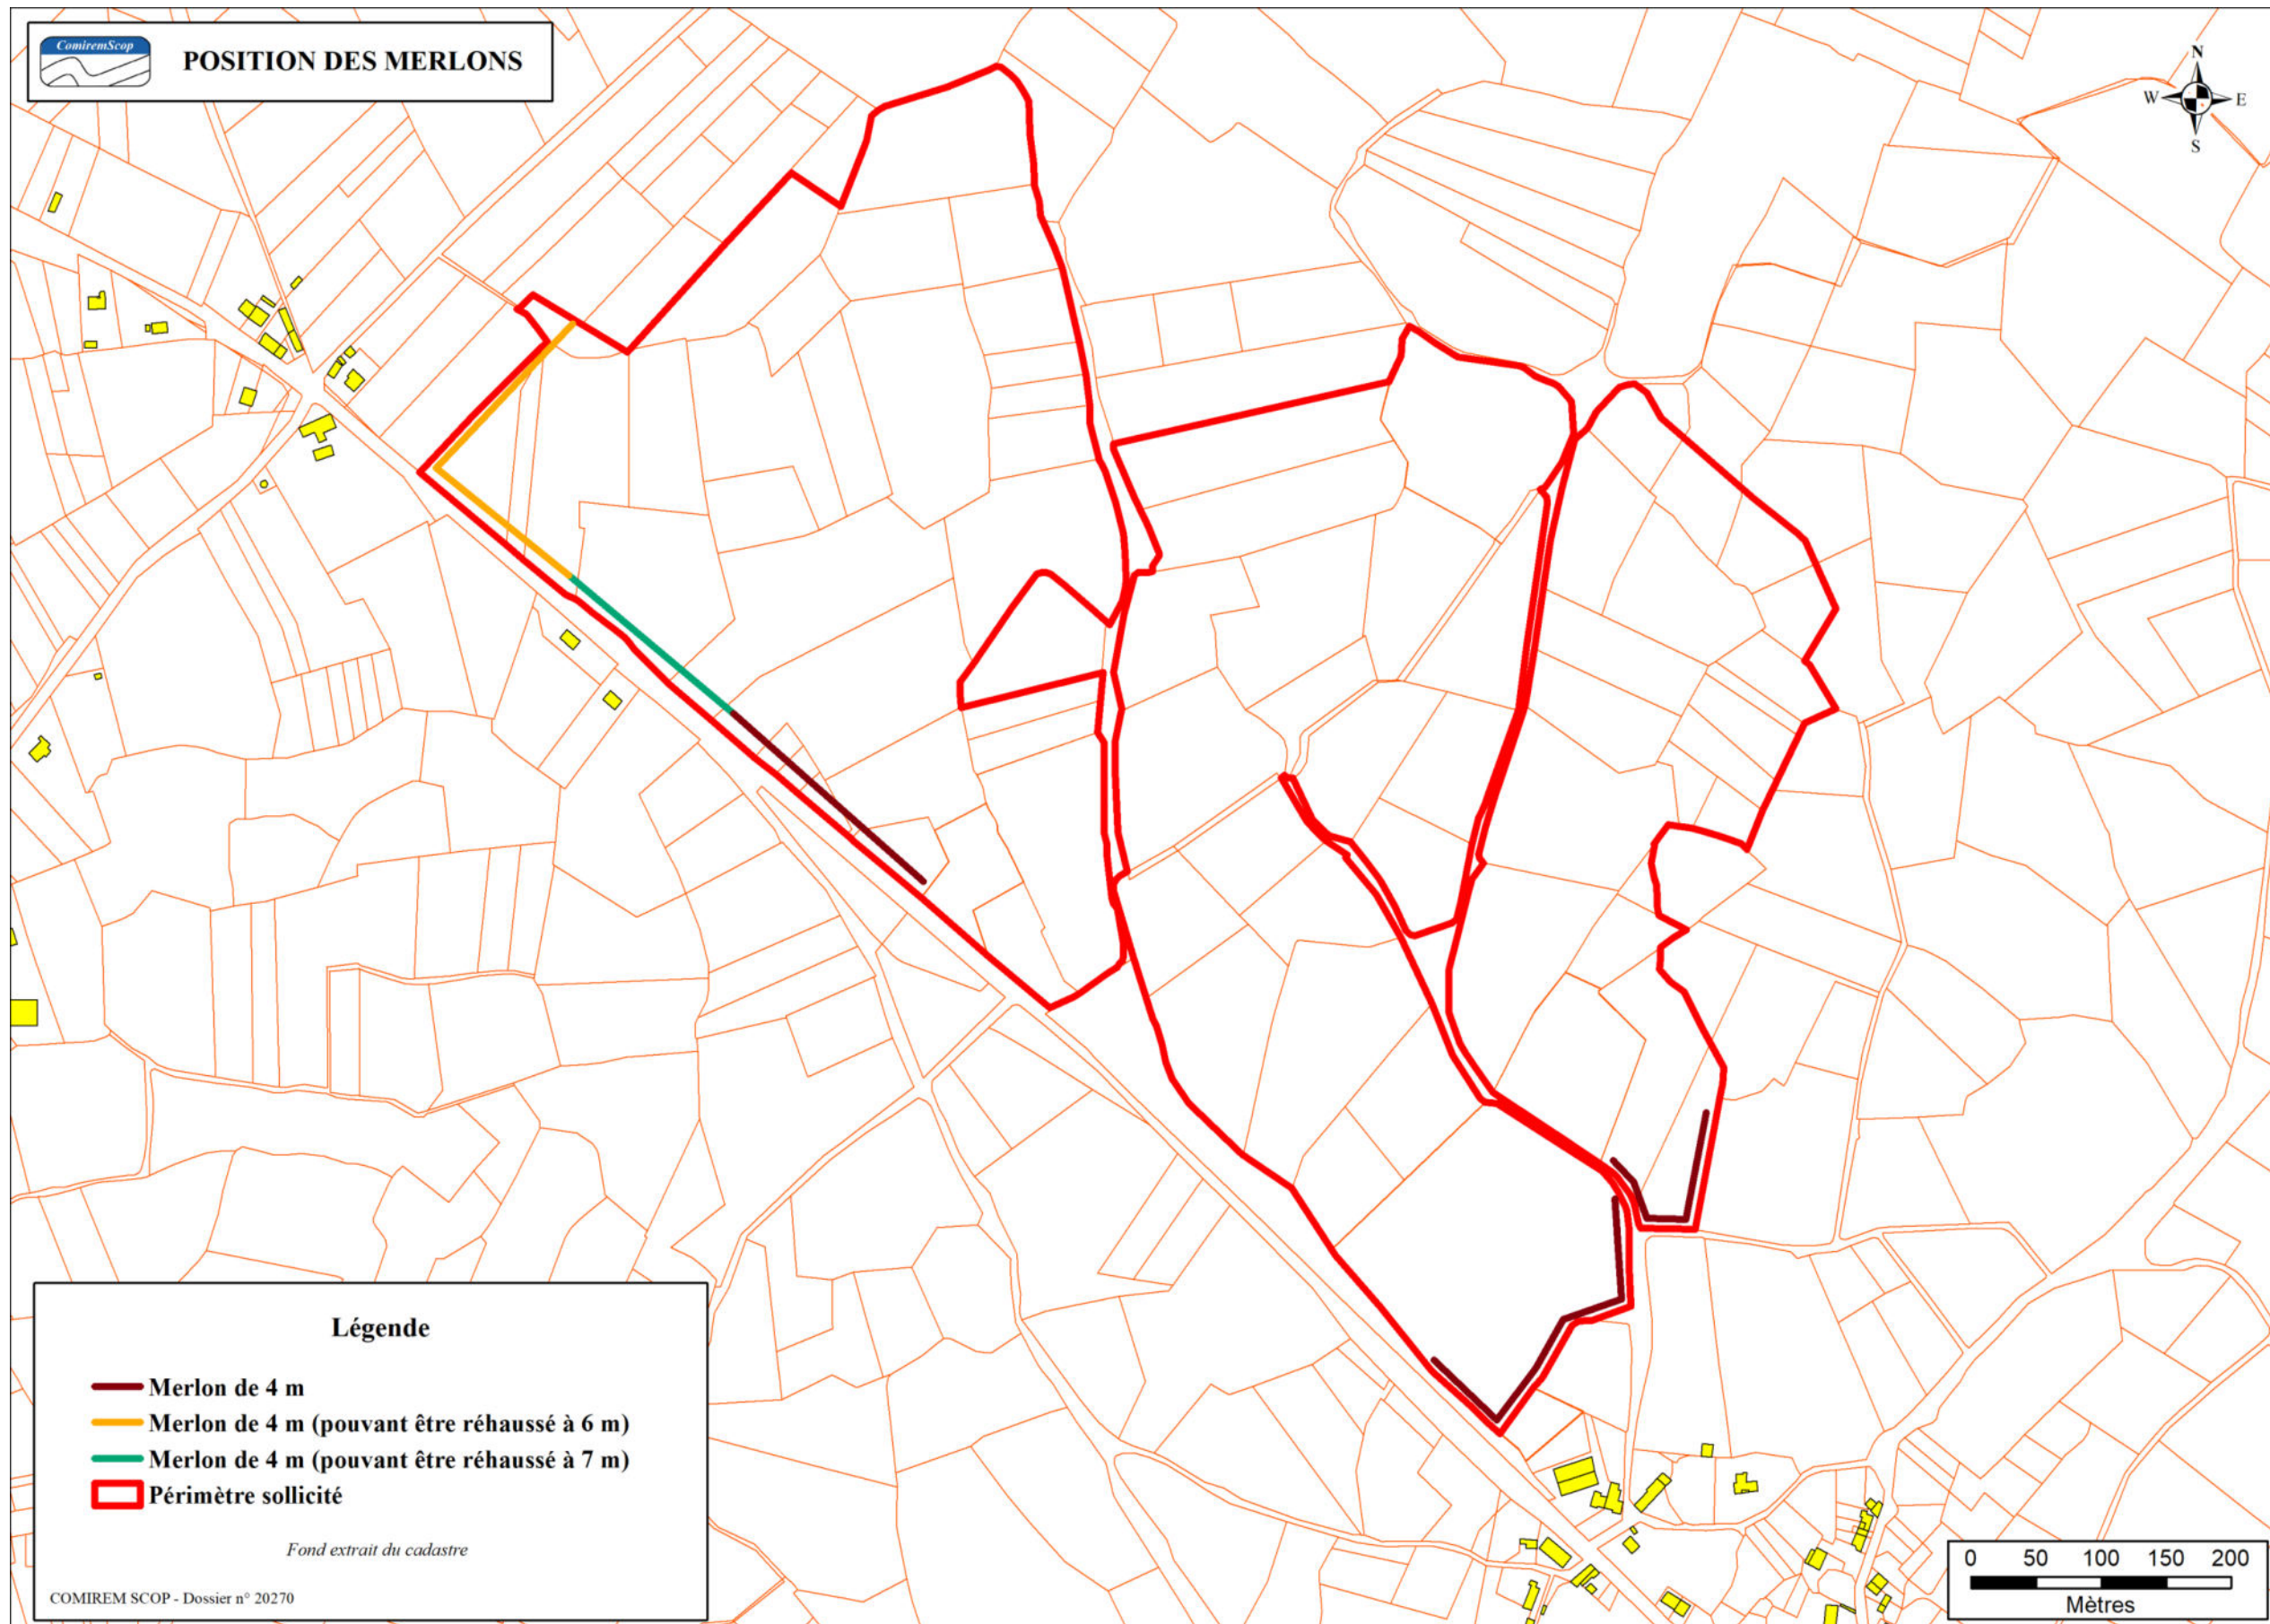 ComiremScop
POSITION DES MERLONS
N
W E
S
Légende
Merlon de 4 m
Merlon de 4 m (pouvant être réhaussé à 6 m)
Merlon de 4 m (pouvant être réhaussé à 7 m)
Périmètre sollicité
Fond extrait du cadastre
COMIREM SCOP - Dossier n° 20270
0 50 100 150 200
Mètres